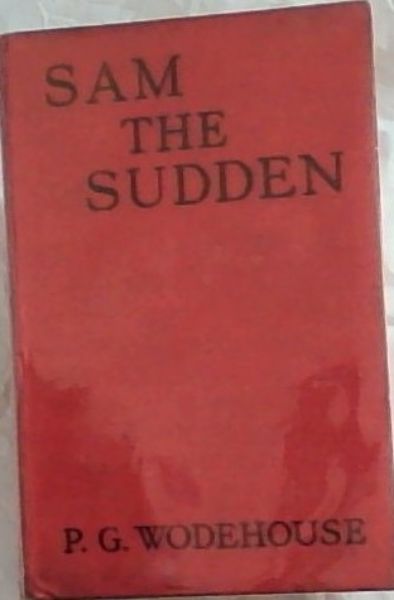 SAM
THE
SUDDEN
P. G. WODEHOUSE